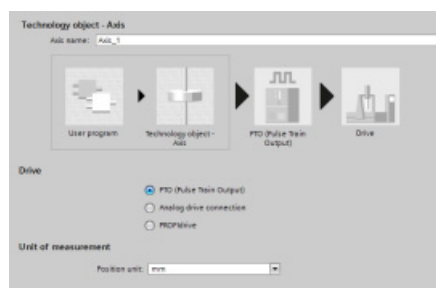 Technology object - Axis
Axis name: Axis_1
User program
Technology object -
Axis
PTO (Pulse Train
Output)
Drive
Drive
PTO (Pulse Train Output)
Analog drive connection
PROFIdrive
Unit of measurement
Position unit: mm